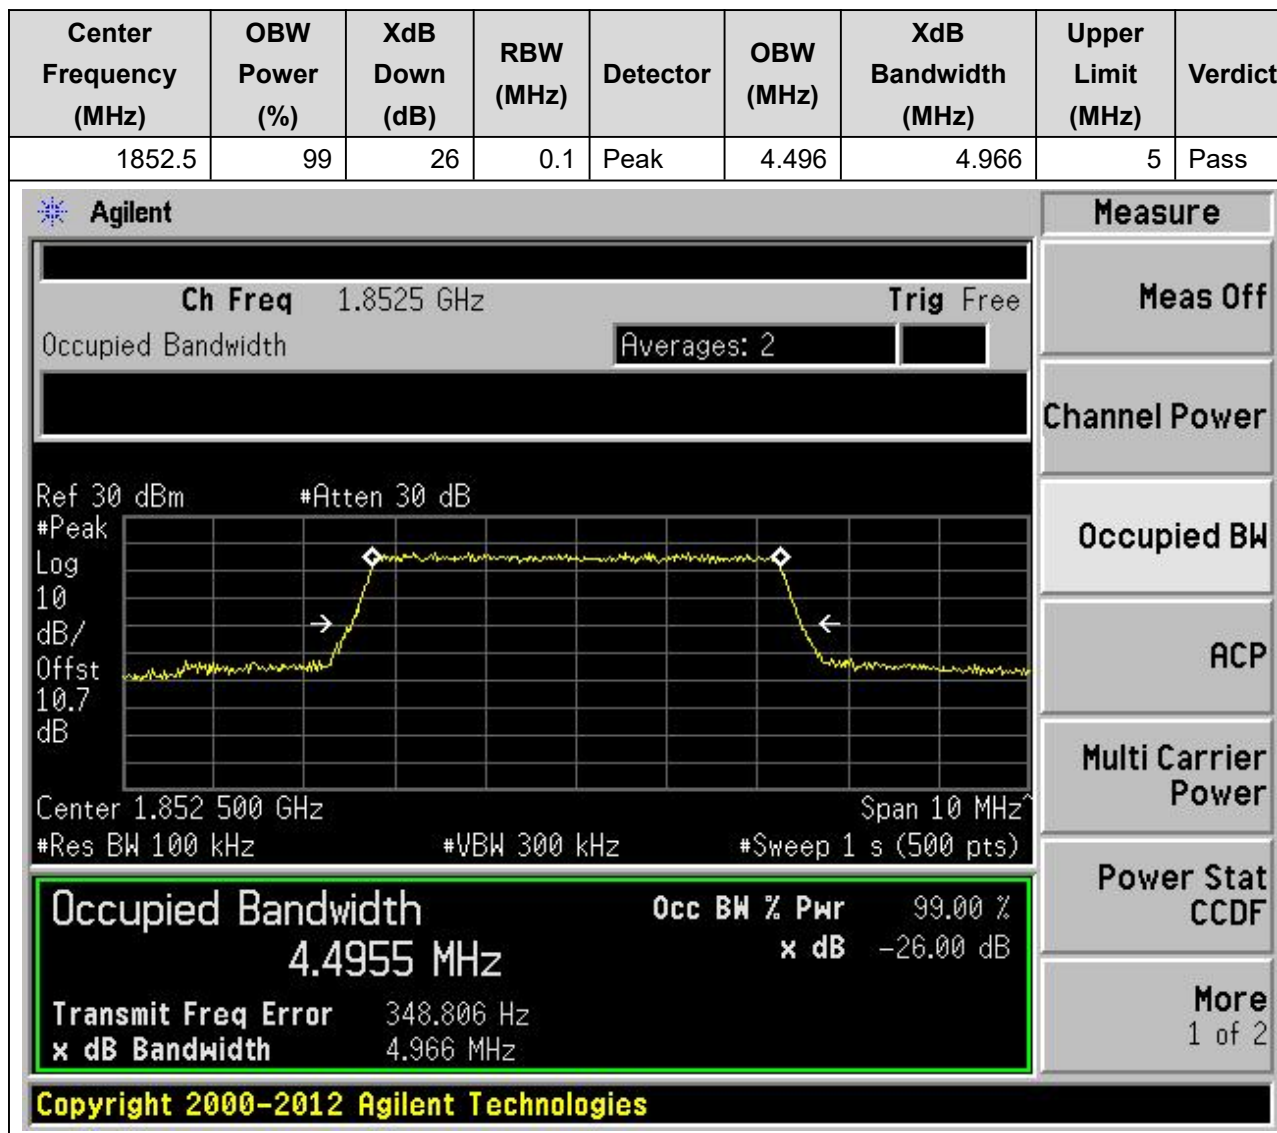 Center Frequency (MHz) OBW Power (%) XdB Down (dB) RBW (MHz) Detector OBW (MHz) XdB Bandwidth (MHz) Upper Limit (MHz) Verdict
1852.5 99 26 0.1 Peak 4.496 4.966 5 Pass
Agilent
Measure
Ch Freq 1.8525 GHz Trig Free
Meas Off
Occupied Bandwidth Averages: 2
Channel Power
Ref 30 dBm #Atten 30 dB
#Peak
Log
10
dB/
Offst
10.7
dB
Occupied BW
ACP
Multi Carrier
Power
Center 1.852 500 GHz Span 10 MHz^
#Res BW 100 kHz #VBW 300 kHz #Sweep 1 s (500 pts)
Power Stat
CCDF
Occupied Bandwidth Occ BW % Pwr 99.00 %
4.4955 MHz x dB -26.00 dB
Transmit Freq Error 348.806 Hz
x dB Bandwidth 4.966 MHz
More
1 of 2
Copyright 2000-2012 Agilent Technologies